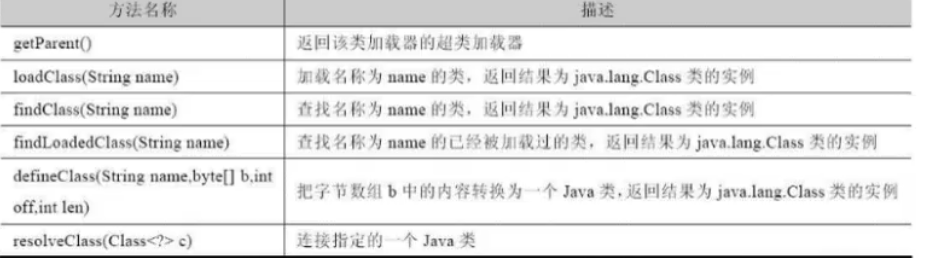 方法名称 描述
getParent() 返回该类加载器的超类加载器
loadClass(String name) 加载名称为 name 的类，返回结果为 java.lang.Class 类的实例
findClass(String name) 查找名称为 name 的类，返回结果为 java.lang.Class 类的实例
findLoadedClass(String name) 查找名称为 name 的已经被加载过的类，返回结果为 java.lang.Class 类的实例
defineClass(String name,byte[] b,int
off,int len) 把字节数组 b 中的内容转换为一个 Java 类，返回结果为 java.lang.Class 类的实例
resolveClass(Class<?> c) 连接指定的一个 Java 类